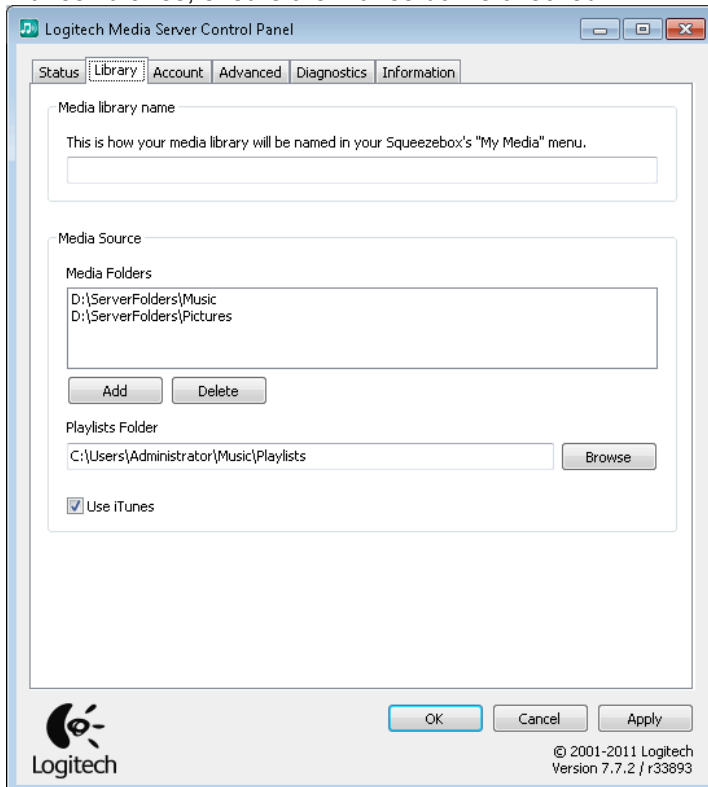 Logitech Media Server Control Panel
Status Library Account Advanced Diagnostics Information
Media library name
This is how your media library will be named in your Squeezebox's "My Media" menu.
Media Source
Media Folders
D:\ServerFolders\Music
D:\ServerFolders\Pictures
Add Delete
Playlists Folder
C:\Users\Administrator\Music\Playlists Browse
Use iTunes
OK Cancel Apply
Logitech
© 2001-2011 Logitech
Version 7.7.2 / r33893